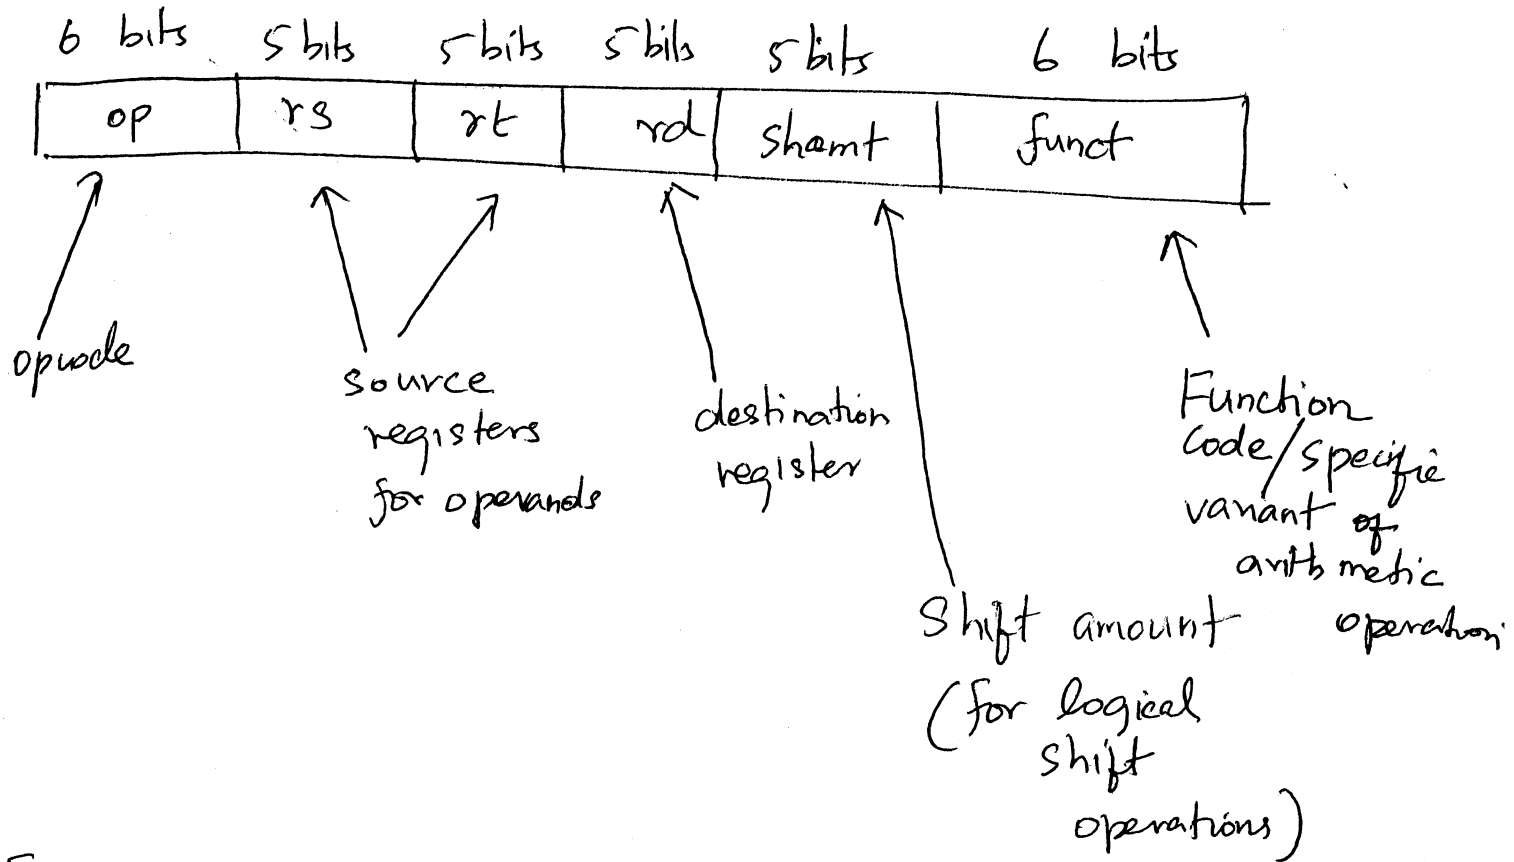 6 bits 5 bits 5 bits 5 bits 5 bits 6 bits
op rs rt rd shamt funct
opcode
source
registers
for operands
destination
register
Function
code/specific
variant of
arithmetic
operation
Shift amount
(for logical
shift
operations)